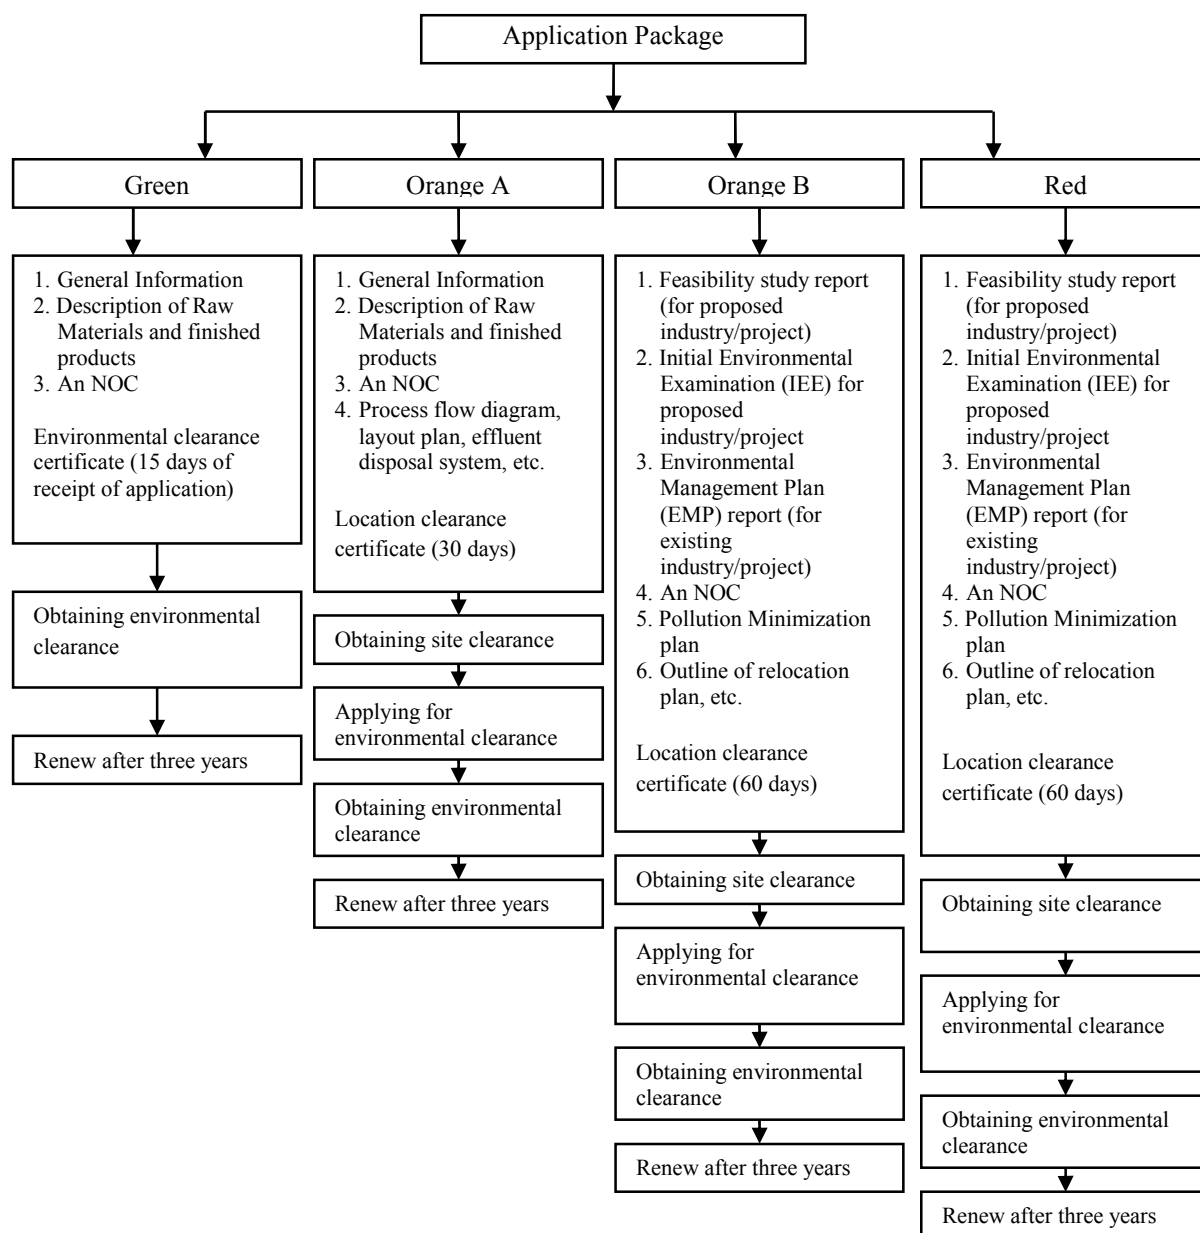 Application Package
Green
Orange A
Orange B
Red
1. General Information
2. Description of Raw
Materials and finished
products
3. An NOC
Environmental clearance
certificate (15 days of
receipt of application)
Obtaining environmental
clearance
Renew after three years
1. General Information
2. Description of Raw
Materials and finished
products
3. An NOC
4. Process flow diagram,
layout plan, effluent
disposal system, etc.
Location clearance
certificate (30 days)
Obtaining site clearance
Applying for
environmental clearance
Obtaining environmental
clearance
Renew after three years
1. Feasibility study report
(for proposed
industry/project)
2. Initial Environmental
Examination (IEE) for
proposed
industry/project
3. Environmental
Management Plan
(EMP) report (for
existing
industry/project)
4. An NOC
5. Pollution Minimization
plan
6. Outline of relocation
plan, etc.
Location clearance
certificate (60 days)
Obtaining site clearance
Applying for
environmental clearance
Obtaining environmental
clearance
Renew after three years
1. Feasibility study report
(for proposed
industry/project)
2. Initial Environmental
Examination (IEE) for
proposed
industry/project
3. Environmental
Management Plan
(EMP) report (for
existing
industry/project)
4. An NOC
5. Pollution Minimization
plan
6. Outline of relocation
plan, etc.
Location clearance
certificate (60 days)
Obtaining site clearance
Applying for
environmental clearance
Obtaining environmental
clearance
Renew after three years